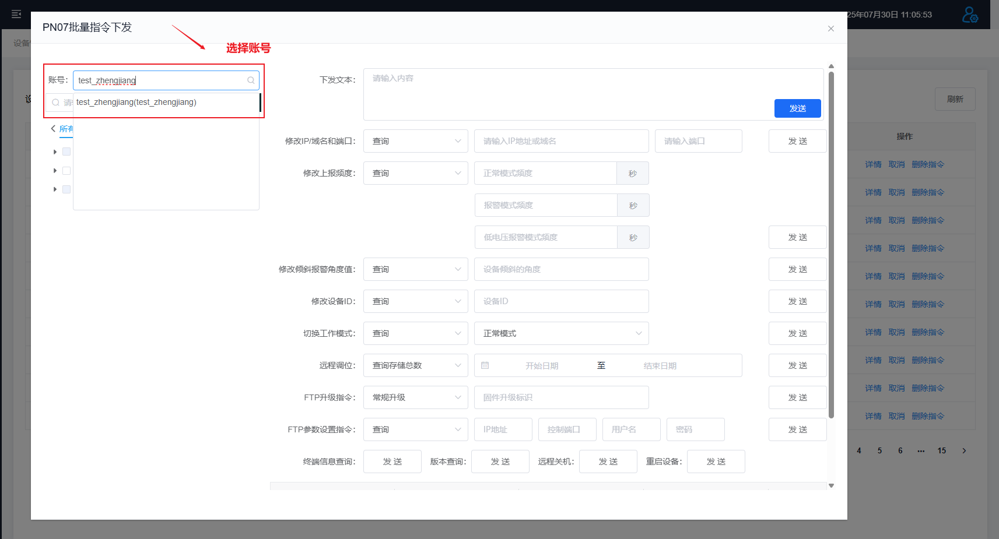 25年07月30日 11:05:53
PN07批量指令下发
选择账号
刷新
操作
账号： test_zhengjiang
test_zhengjiang(test_zhengjiang)
所有
下发文本： 请输入内容
发送
修改IP/域名和端口： 查询 请输入IP地址或域名 请输入端口 发 送
修改上报频度： 查询 正常模式频度 秒
报警模式频度 秒
低电压报警模式频度 秒 发 送
修改倾斜报警角度值： 查询 设备倾斜的角度 发 送
修改设备ID： 查询 设备ID 发 送
切换工作模式： 查询 正常模式 发 送
远程调位： 查询存储总数 开始日期 至 结束日期 发 送
FTP升级指令： 常规升级 固件升级标识 发 送
FTP参数设置指令： 查询 IP地址 控制端口 用户名 密码 发 送
终端信息查询： 发 送 版本查询： 发 送 远程关机： 发 送 重启设备： 发 送
详情 取消 删除指令
详情 取消 删除指令
详情 取消 删除指令
详情 取消 删除指令
详情 取消 删除指令
详情 取消 删除指令
详情 取消 删除指令
详情 取消 删除指令
详情 取消 删除指令
详情 取消 删除指令
4 5 6 ••• 15